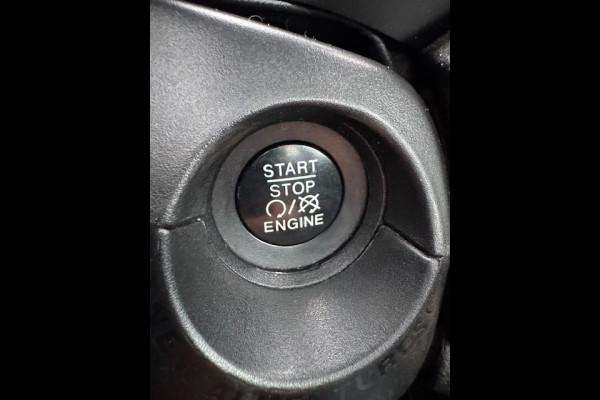 START
STOP
/
ENGINE